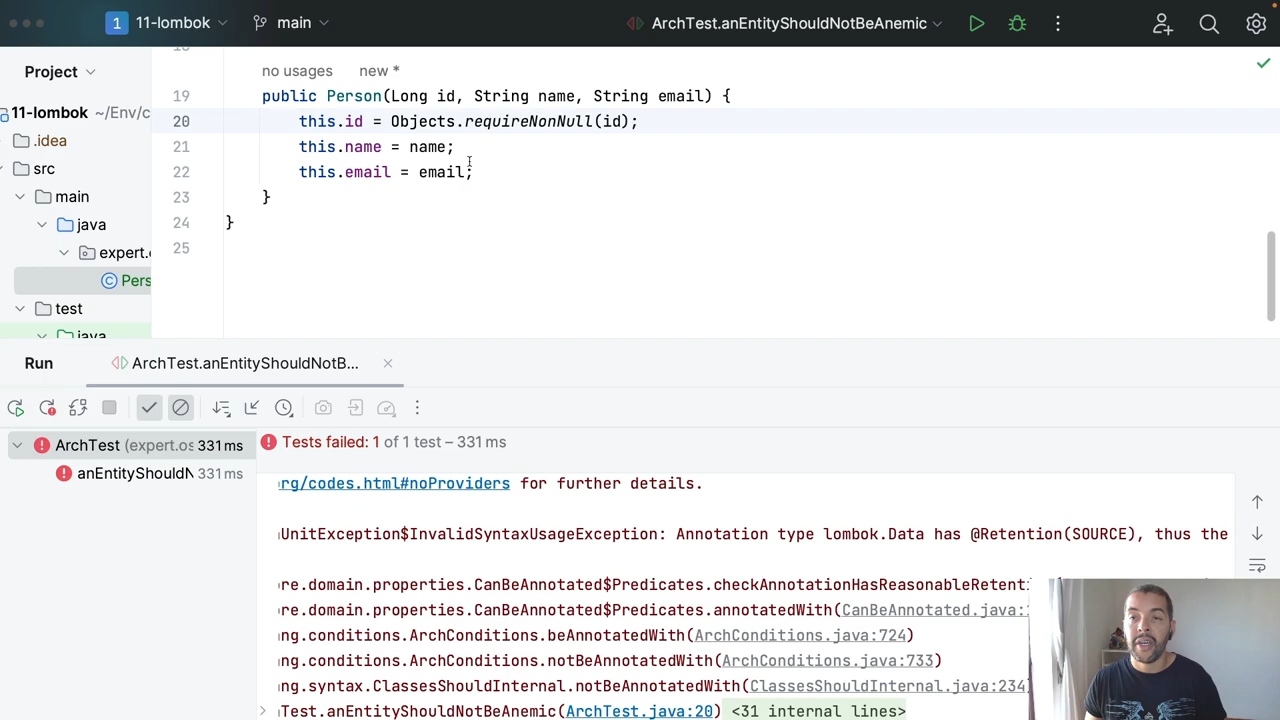 1 11-lombok main ArchTest.anEntityShouldNotBeAnemic
Project
11-lombok ~/Env/c
.idea
src
main
java
expert.
Pers
test
java
no usages new *
19 public Person(Long id, String name, String email) {
20 this.id = Objects.requireNonNull(id);
21 this.name = name;
22 this.email = email;
23 }
24 }
25
Run ArchTest.anEntityShouldNotB...
ArchTest (expert.os 331 ms
anEntityShouldN 331 ms
Tests failed: 1 of 1 test – 331 ms
rg/codes.html#noProviders for further details.
UnitException$InvalidSyntaxUsageException: Annotation type lombok.Data has @Retention(SOURCE), thus the
re.domain.properties.CanBeAnnotated$Predicates.checkAnnotationHasReasonableRetenti
re.domain.properties.CanBeAnnotated$Predicates.annotatedWith(CanBeAnnotated.java:
ng.conditions.ArchConditions.beAnnotatedWith(ArchConditions.java:724)
ng.conditions.ArchConditions.notBeAnnotatedWith(ArchConditions.java:733)
ng.syntax.ClassesShouldInternal.notBeAnnotatedWith(ClassesShouldInternal.java:234)
Test.anEntityShouldNotBeAnemic(ArchTest.java:20) <31 internal lines>